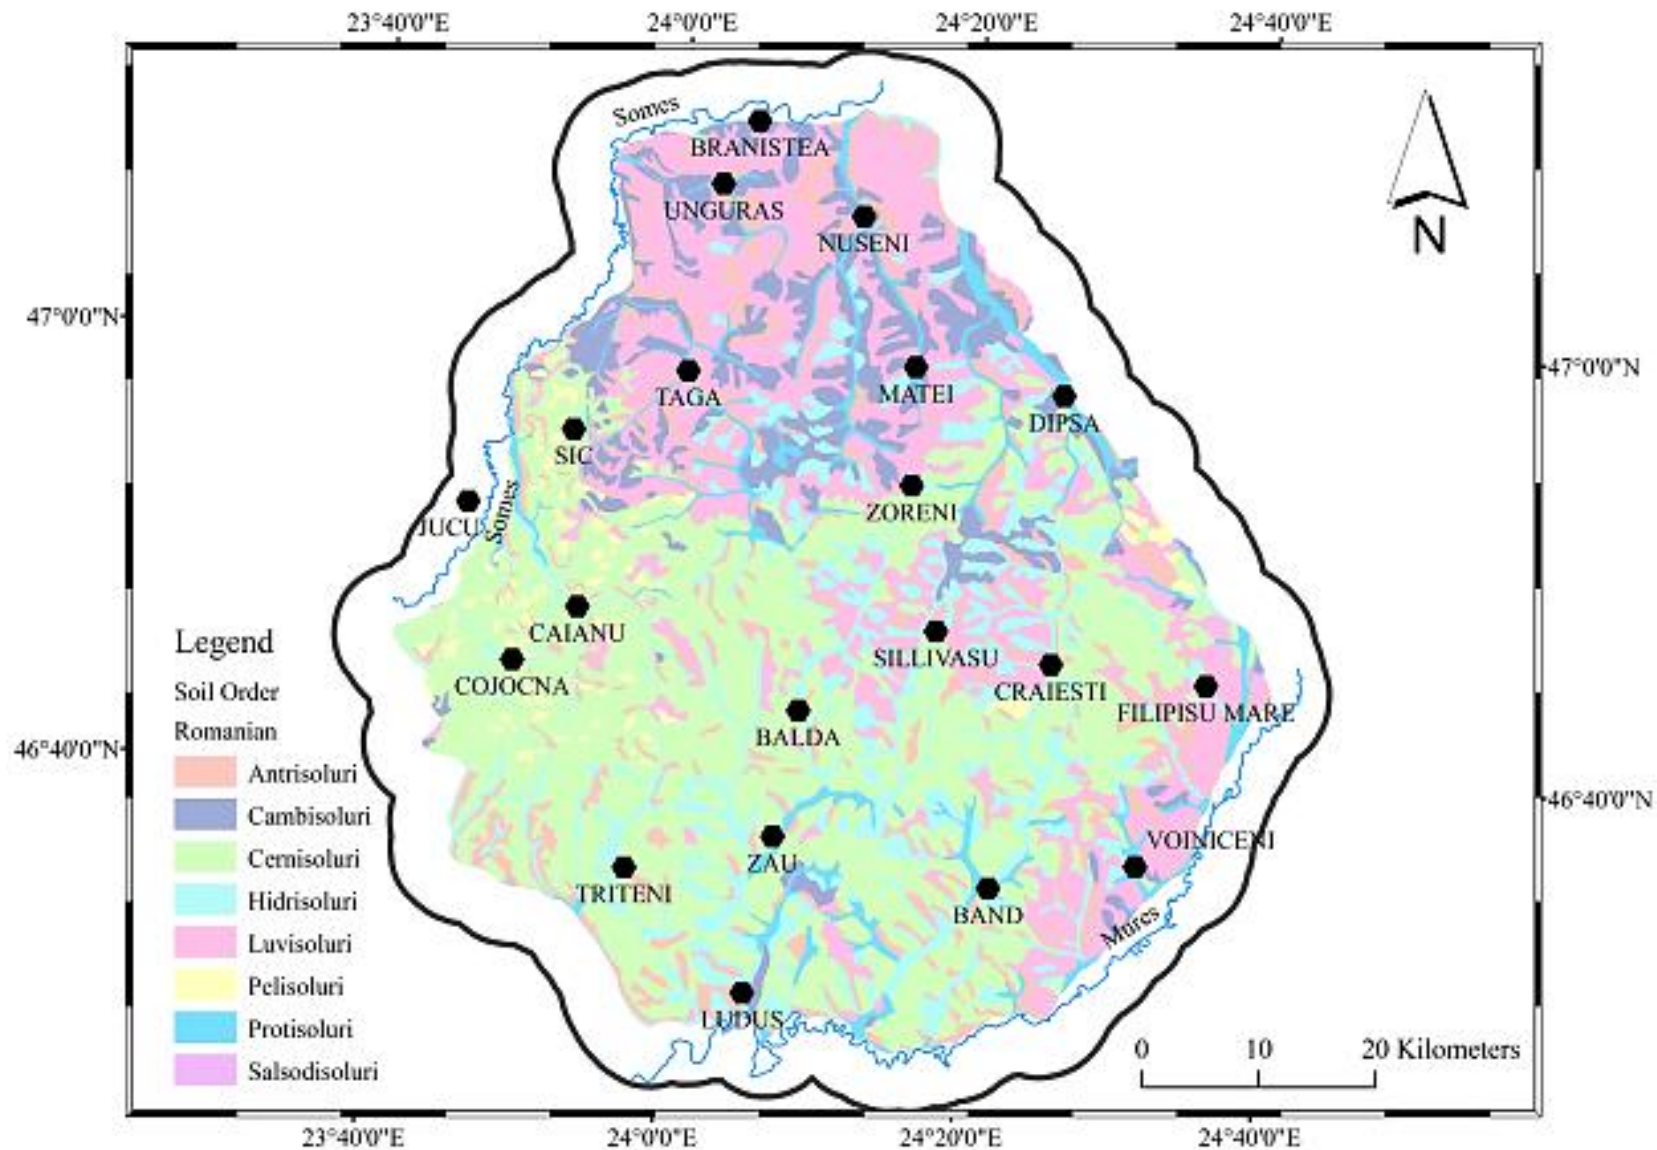 23°40'0"E 24°0'0"E 24°20'0"E 24°40'0"E
Somes
BRANISTEA
UNGURAS
NUSENI
N
47°0'0"N
47°0'0"N
TAGA
MATEI
DIPSA
SIC
ZORENI
JUCU
Somes
CAIANU
SILLIVASU
COJOCNA
CRAIESTI
FILIPISU MARE
BALDA
46°40'0"N
46°40'0"N
VOINICENI
ZAU
TRITENI
BAND
Mures
LUDUS
Legend
Soil Order
Romanian
Antrisoluri
Cambisoluri
Cernisoluri
Hidrisoluri
Luvisoluri
Pelisoluri
Protisoluri
Salsodisoluri
0 10 20 Kilometers
23°40'0"E 24°0'0"E 24°20'0"E 24°40'0"E